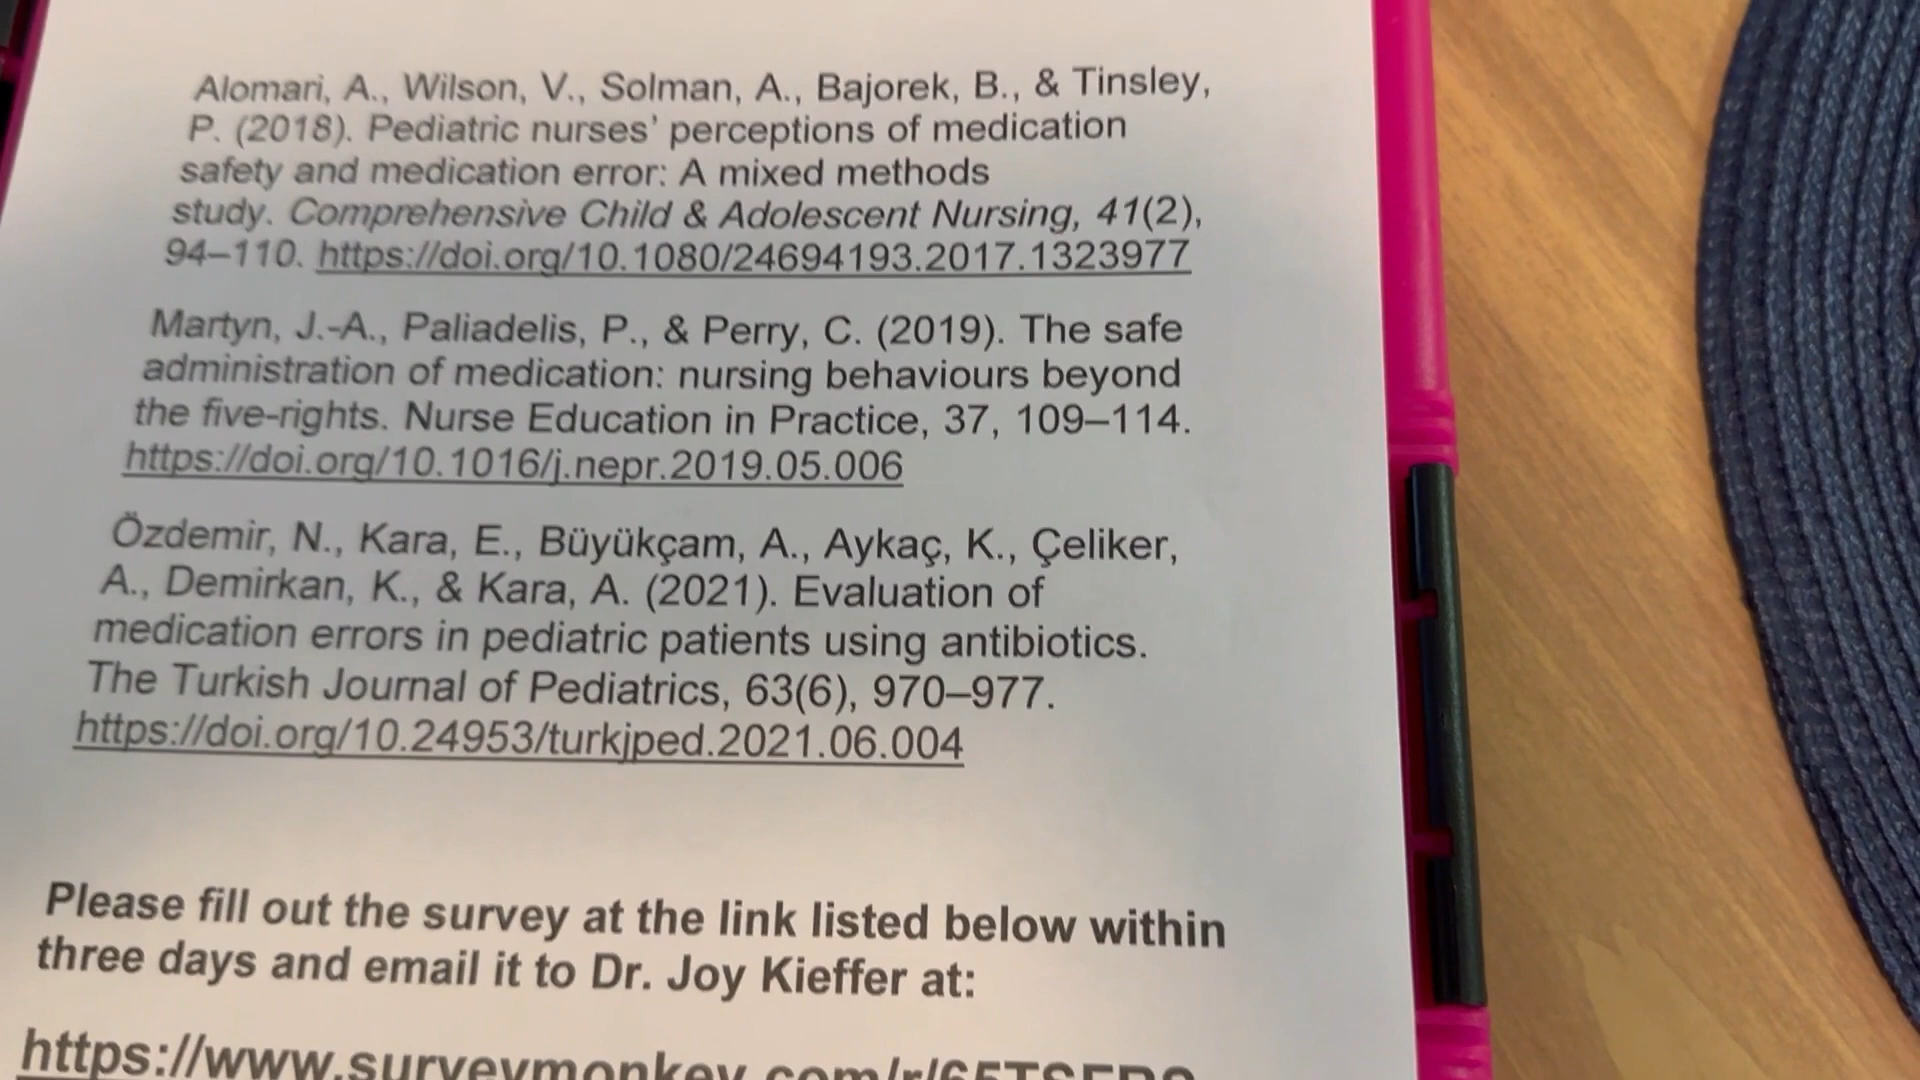 Alomari, A., Wilson, V., Solman, A., Bajorek, B., & Tinsley,
P. (2018). Pediatric nurses’ perceptions of medication
safety and medication error: A mixed methods
study. Comprehensive Child & Adolescent Nursing, 41(2),
94–110. https://doi.org/10.1080/24694193.2017.1323977
Martyn, J.-A., Paliadelis, P., & Perry, C. (2019). The safe
administration of medication: nursing behaviours beyond
the five-rights. Nurse Education in Practice, 37, 109–114.
https://doi.org/10.1016/j.nepr.2019.05.006
Özdemir, N., Kara, E., Büyükçam, A., Aykaç, K., Çeliker,
A., Demirkan, K., & Kara, A. (2021). Evaluation of
medication errors in pediatric patients using antibiotics.
The Turkish Journal of Pediatrics, 63(6), 970–977.
https://doi.org/10.24953/turkjped.2021.06.004
Please fill out the survey at the link listed below within
three days and email it to Dr. Joy Kieffer at: